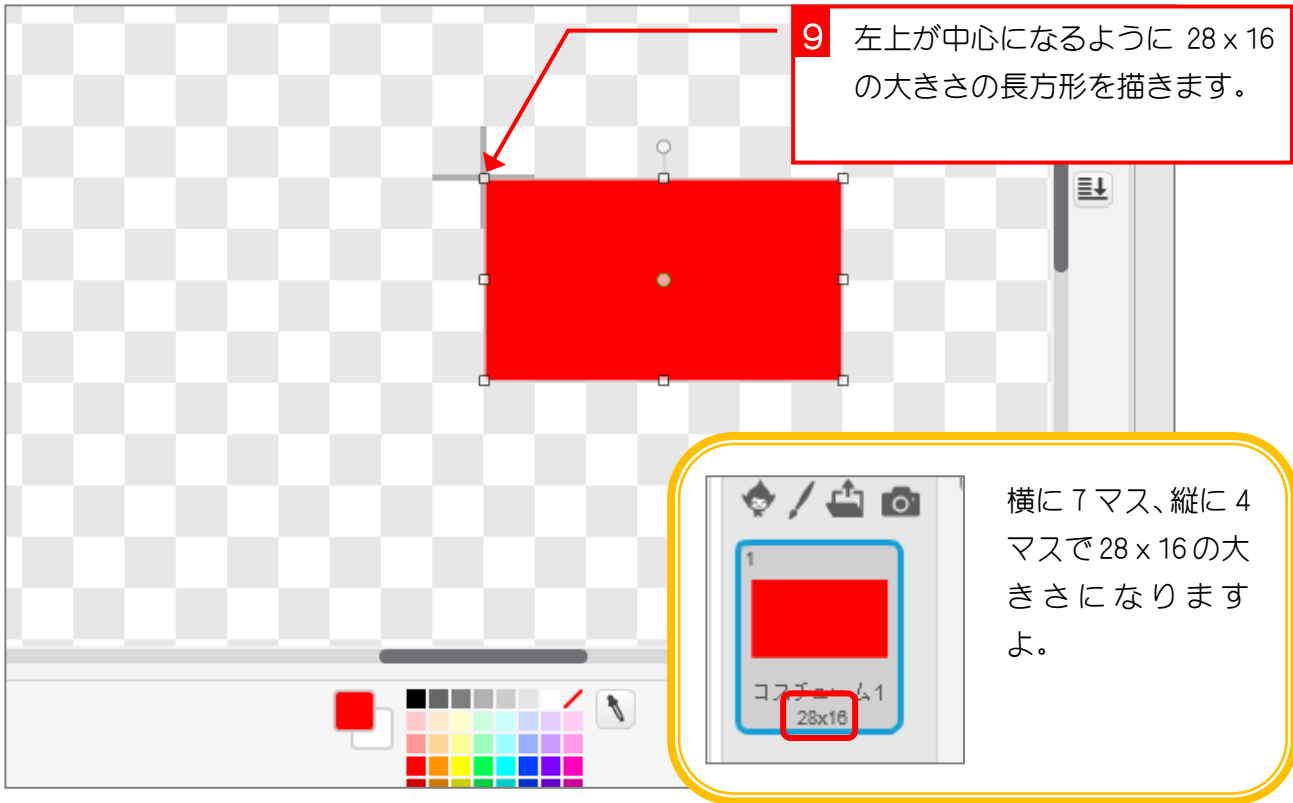 9
左上が中心になるように 28 x 16
の大きさの長方形を描きます。
横に 7 マス、縦に 4
マスで 28 x 16 の大
きさになります
よ。
1
コスチューム1
28x16